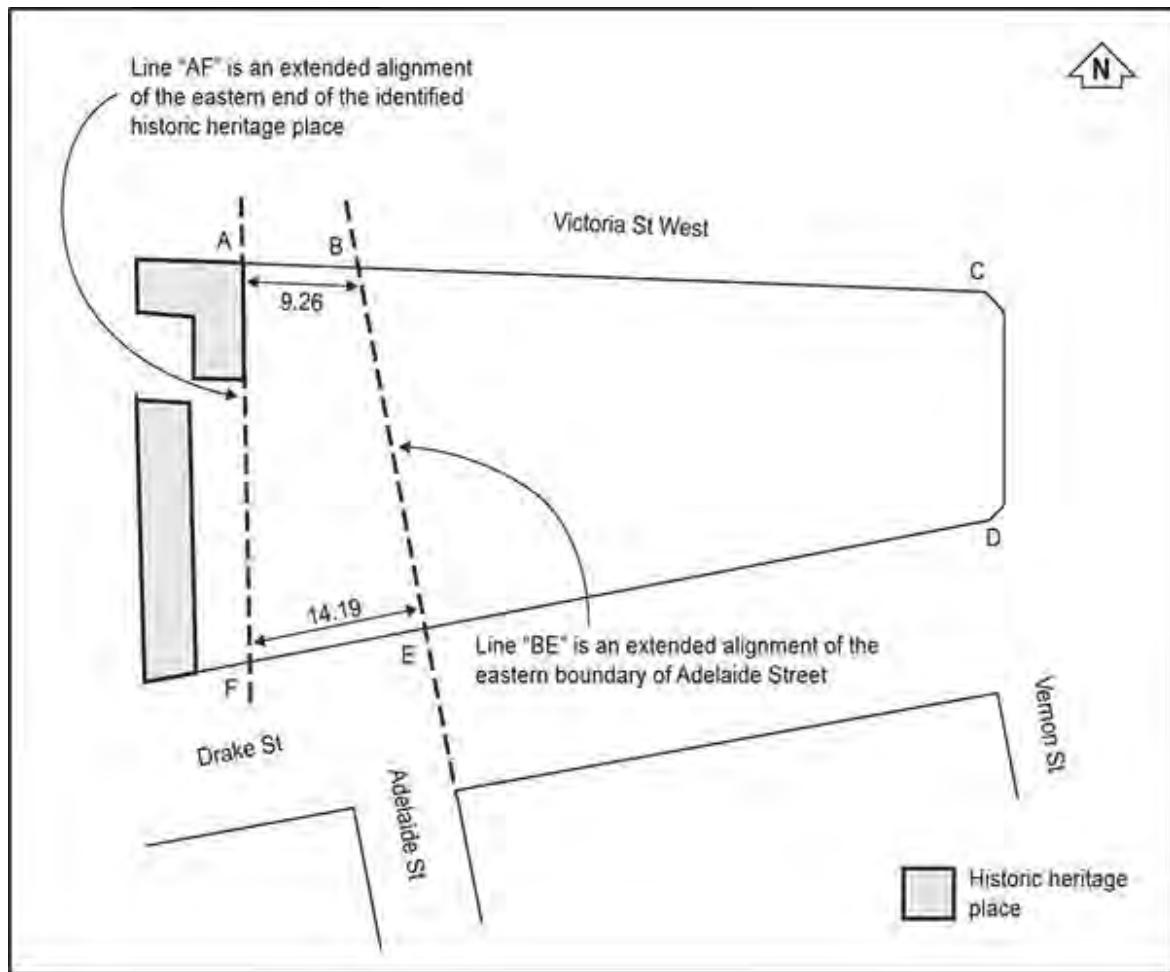 Line "AF" is an extended alignment
of the eastern end of the identified
historic heritage place
N
Victoria St West
A
B
C
9.26
D
14.19
E
Line "BE" is an extended alignment of the
eastern boundary of Adelaide Street
F
Drake St
Adelaide St
Vernon St
Historic heritage
place